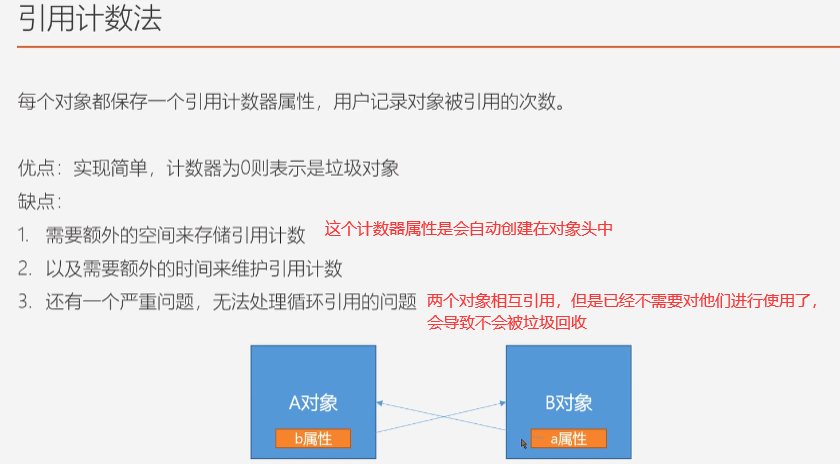 引用计数法
每个对象都保存一个引用计数器属性，用户记录对象被引用的次数。
优点：实现简单，计数器为0则表示是垃圾对象
缺点：
1. 需要额外的空间来存储引用计数 这个计数器属性是会自动创建在对象头中
2. 以及需要额外的时间来维护引用计数
3. 还有一个严重问题，无法处理循环引用的问题 两个对象相互引用，但是已经不需要对他们进行使用了，
会导致不会被垃圾回收
A对象 B对象
b属性 a属性